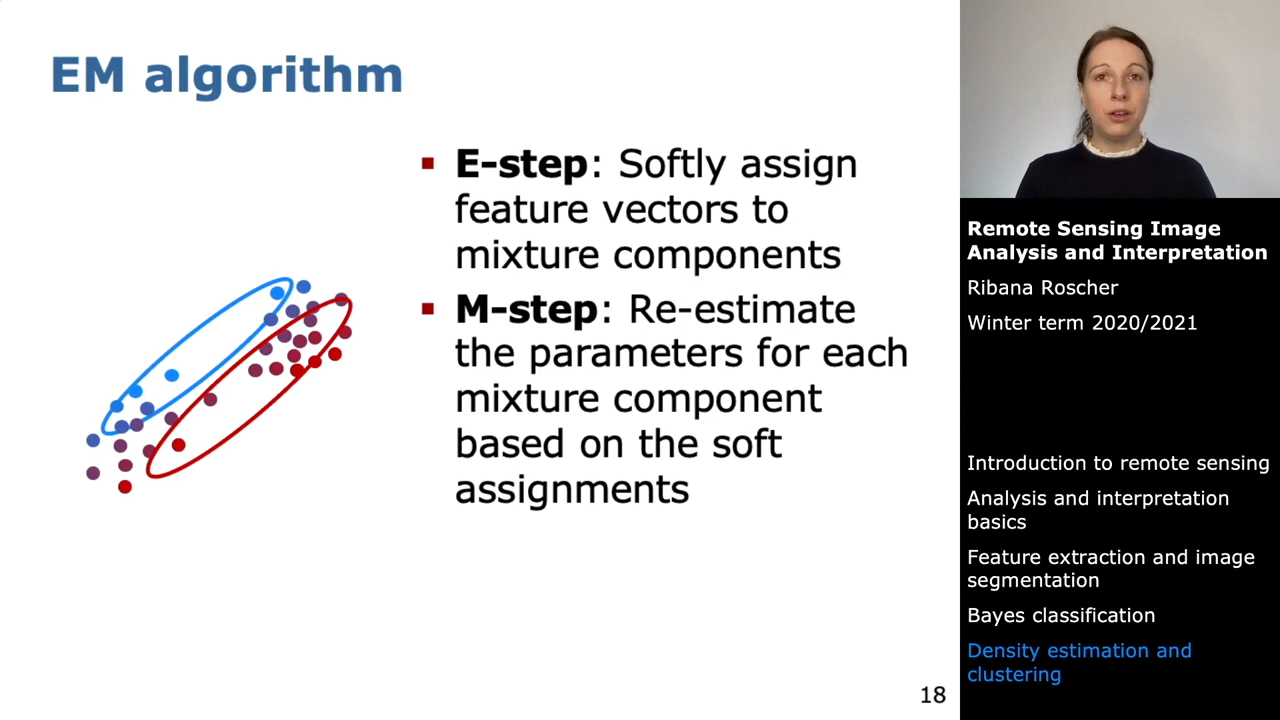 EM algorithm
E-step: Softly assign
feature vectors to
mixture components
M-step: Re-estimate
the parameters for each
mixture component
based on the soft
assignments
18
Remote Sensing Image
Analysis and Interpretation
Ribana Roscher
Winter term 2020/2021
Introduction to remote sensing
Analysis and interpretation
basics
Feature extraction and image
segmentation
Bayes classification
Density estimation and
clustering